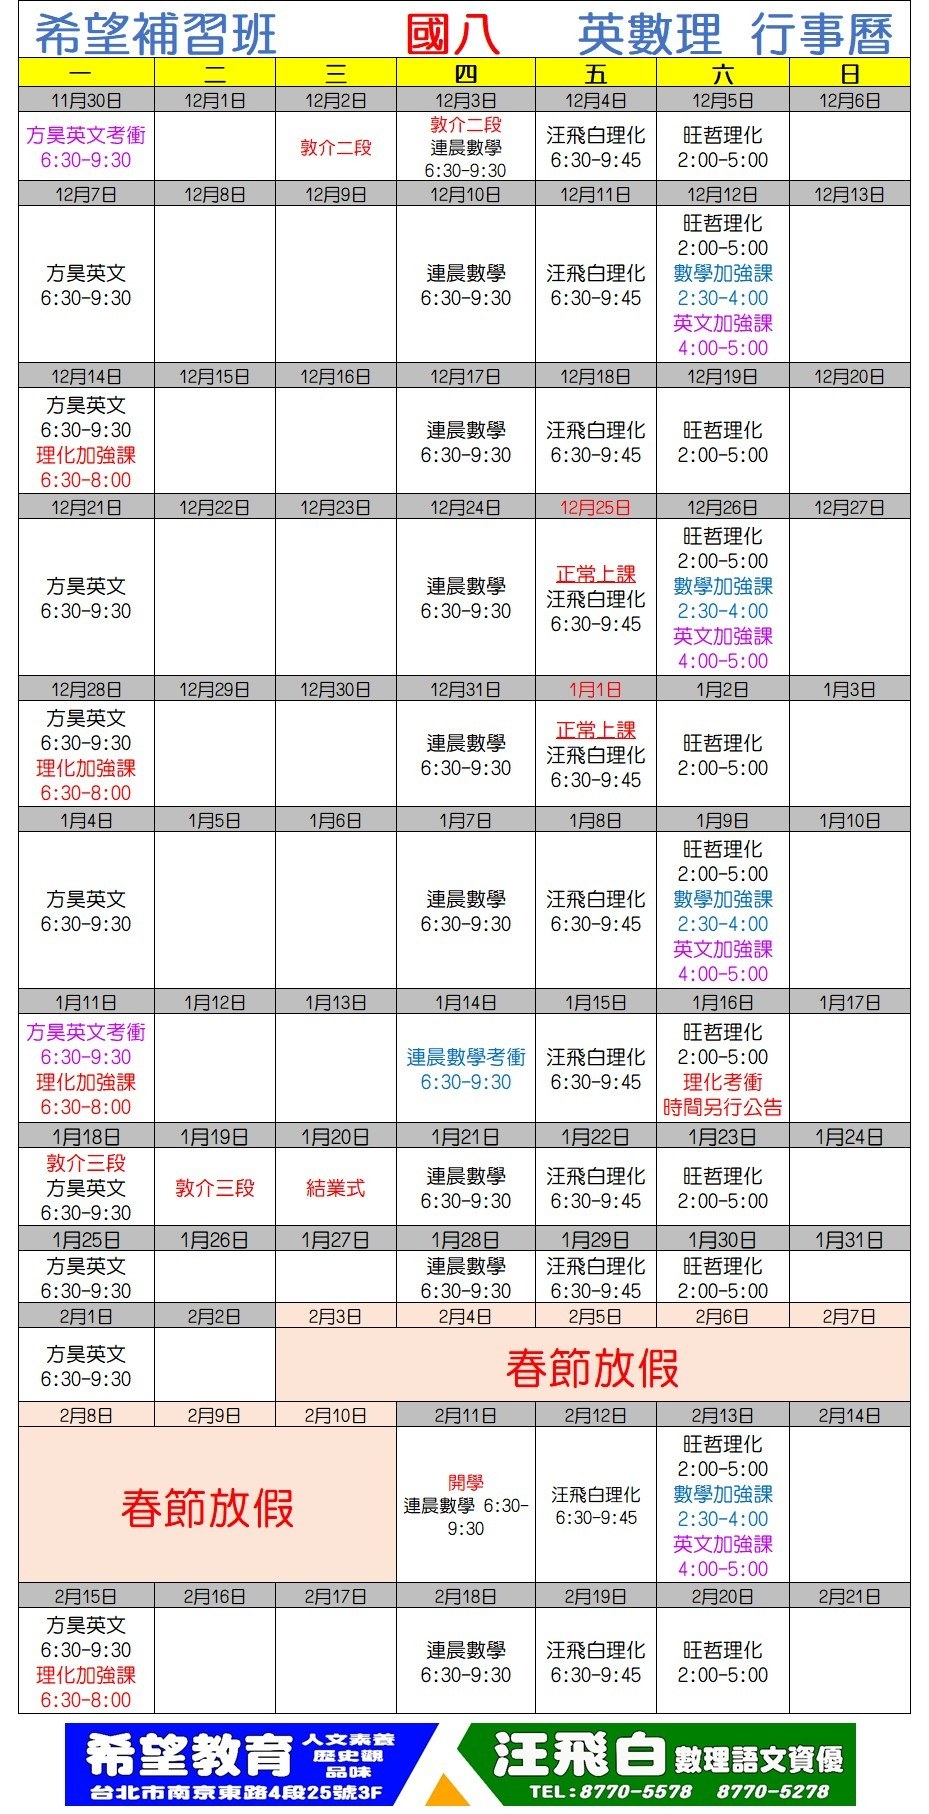 希望補習班 國八 英數理 行事曆
一 二 三 四 五 六 日
11月30日 12月1日 12月2日 12月3日 12月4日 12月5日 12月6日
方昊英文考衝
6:30-9:30
敦介二段
敦介二段
連晨數學
6:30-9:30
汪飛白理化
6:30-9:45
旺哲理化
2:00-5:00
12月7日 12月8日 12月9日 12月10日 12月11日 12月12日 12月13日
方昊英文
6:30-9:30
連晨數學
6:30-9:30
汪飛白理化
6:30-9:45
旺哲理化
2:00-5:00
數學加強課
2:30-4:00
英文加強課
4:00-5:00
12月14日 12月15日 12月16日 12月17日 12月18日 12月19日 12月20日
方昊英文
6:30-9:30
理化加強課
6:30-8:00
連晨數學
6:30-9:30
汪飛白理化
6:30-9:45
旺哲理化
2:00-5:00
12月21日 12月22日 12月23日 12月24日 12月25日 12月26日 12月27日
方昊英文
6:30-9:30
連晨數學
6:30-9:30
正常上課
汪飛白理化
6:30-9:45
旺哲理化
2:00-5:00
數學加強課
2:30-4:00
英文加強課
4:00-5:00
12月28日 12月29日 12月30日 12月31日 1月1日 1月2日 1月3日
方昊英文
6:30-9:30
理化加強課
6:30-8:00
連晨數學
6:30-9:30
正常上課
汪飛白理化
6:30-9:45
旺哲理化
2:00-5:00
1月4日 1月5日 1月6日 1月7日 1月8日 1月9日 1月10日
方昊英文
6:30-9:30
連晨數學
6:30-9:30
汪飛白理化
6:30-9:45
旺哲理化
2:00-5:00
數學加強課
2:30-4:00
英文加強課
4:00-5:00
1月11日 1月12日 1月13日 1月14日 1月15日 1月16日 1月17日
方昊英文考衝
6:30-9:30
理化加強課
6:30-8:00
連晨數學考衝
6:30-9:30
汪飛白理化
6:30-9:45
旺哲理化
2:00-5:00
理化考衝
時間另行公告
1月18日 1月19日 1月20日 1月21日 1月22日 1月23日 1月24日
敦介三段
方昊英文
6:30-9:30
敦介三段
結業式
連晨數學
6:30-9:30
汪飛白理化
6:30-9:45
旺哲理化
2:00-5:00
1月25日 1月26日 1月27日 1月28日 1月29日 1月30日 1月31日
方昊英文
6:30-9:30
連晨數學
6:30-9:30
汪飛白理化
6:30-9:45
旺哲理化
2:00-5:00
2月1日 2月2日 2月3日 2月4日 2月5日 2月6日 2月7日
方昊英文
6:30-9:30
春節放假
2月8日 2月9日 2月10日 2月11日 2月12日 2月13日 2月14日
春節放假
開學
連晨數學 6:30-
9:30
汪飛白理化
6:30-9:45
旺哲理化
2:00-5:00
數學加強課
2:30-4:00
英文加強課
4:00-5:00
2月15日 2月16日 2月17日 2月18日 2月19日 2月20日 2月21日
方昊英文
6:30-9:30
理化加強課
6:30-8:00
連晨數學
6:30-9:30
汪飛白理化
6:30-9:45
旺哲理化
2:00-5:00
希望教育
人文素養
歷史觀
品味
台北市南京東路4段25號3F
汪飛白 數理語文資優
TEL:8770-5578 8770-5278